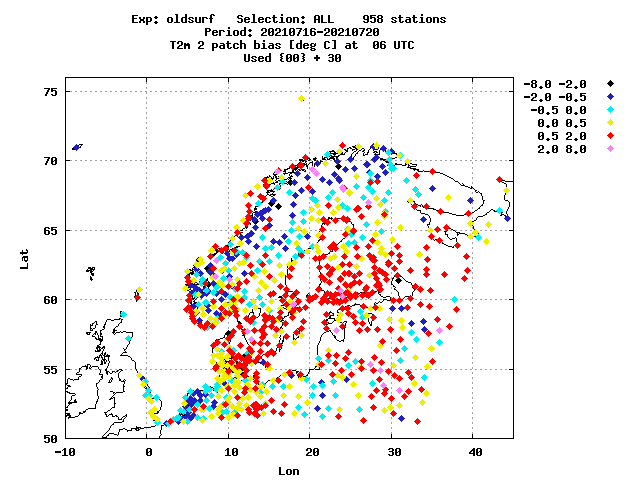 Exp: oldsurf   Selection: ALL    958 stations
Period: 20210716-20210720
T2m 2 patch bias [deg C] at  06 UTC
Used {00} + 30
-8.0 -2.0
-2.0 -0.5
-0.5 0.0
0.0 0.5
0.5 2.0
2.0 8.0
75
70
65
60
55
50
Lat
-10 0 10 20 30 40
Lon